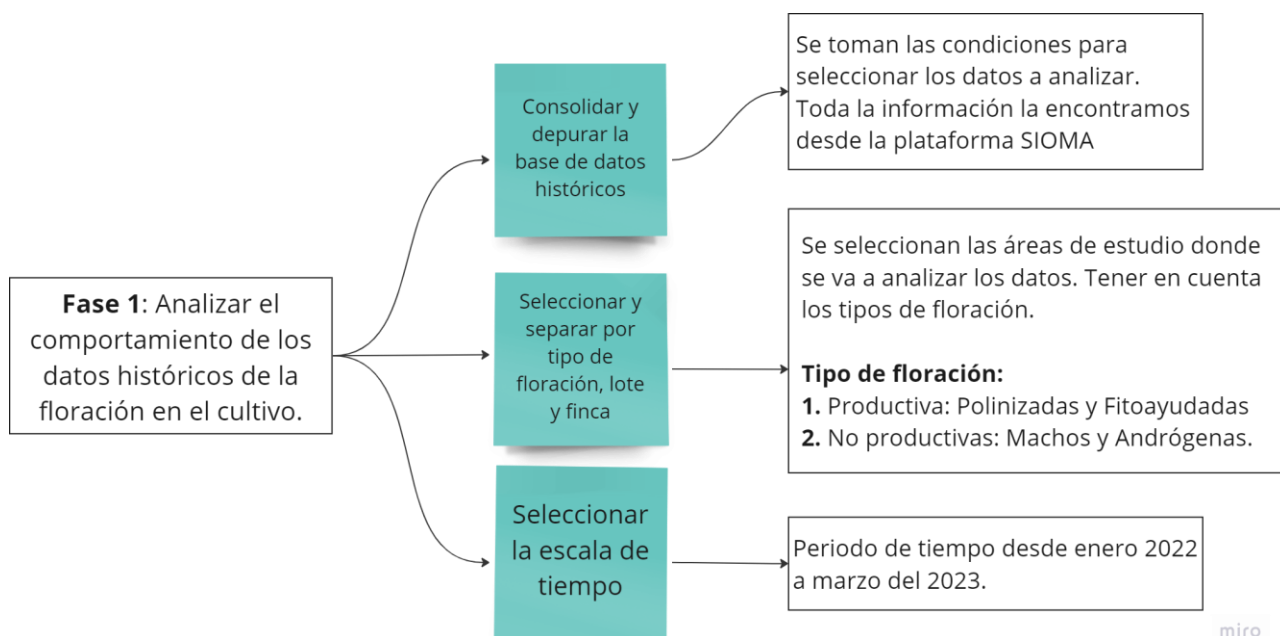 Fase 1: Analizar el
comportamiento de los
datos históricos de la
floración en el cultivo.
Consolidar y
depurar la
base de datos
históricos
Se toman las condiciones para
seleccionar los datos a analizar.
Toda la información la encontramos
desde la plataforma SIOMA
Seleccionar y
separar por
tipo de
floración, lote
y finca
Se seleccionan las áreas de estudio donde
se va a analizar los datos. Tener en cuenta
los tipos de floración.
Tipo de floración:
1. Productiva: Polinizadas y Fitoayudadas
2. No productivas: Machos y Andrógenas.
Seleccionar
la escala de
tiempo
Periodo de tiempo desde enero 2022
a marzo del 2023.
miro